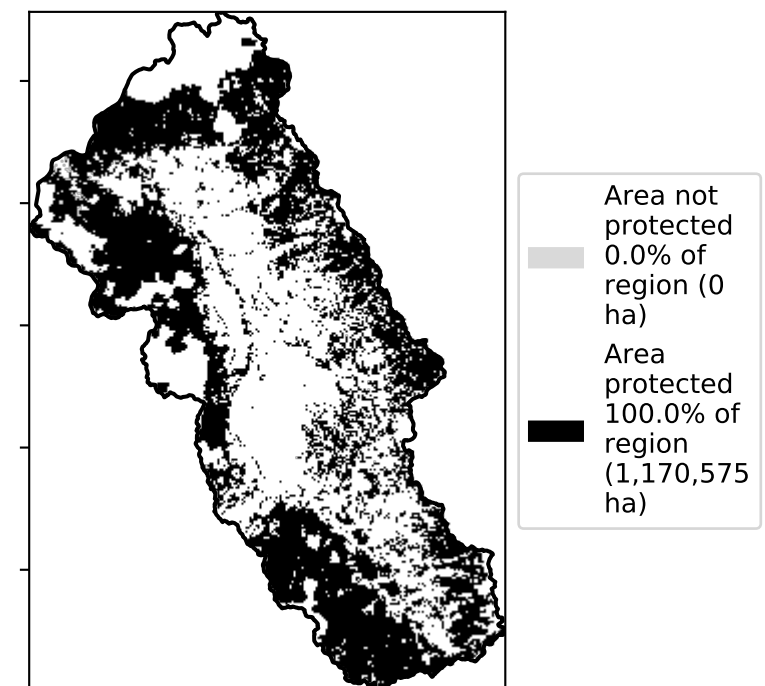 Area not
protected
0.0% of
region (0
ha)
Area
protected
100.0% of
region
(1,170,575
ha)